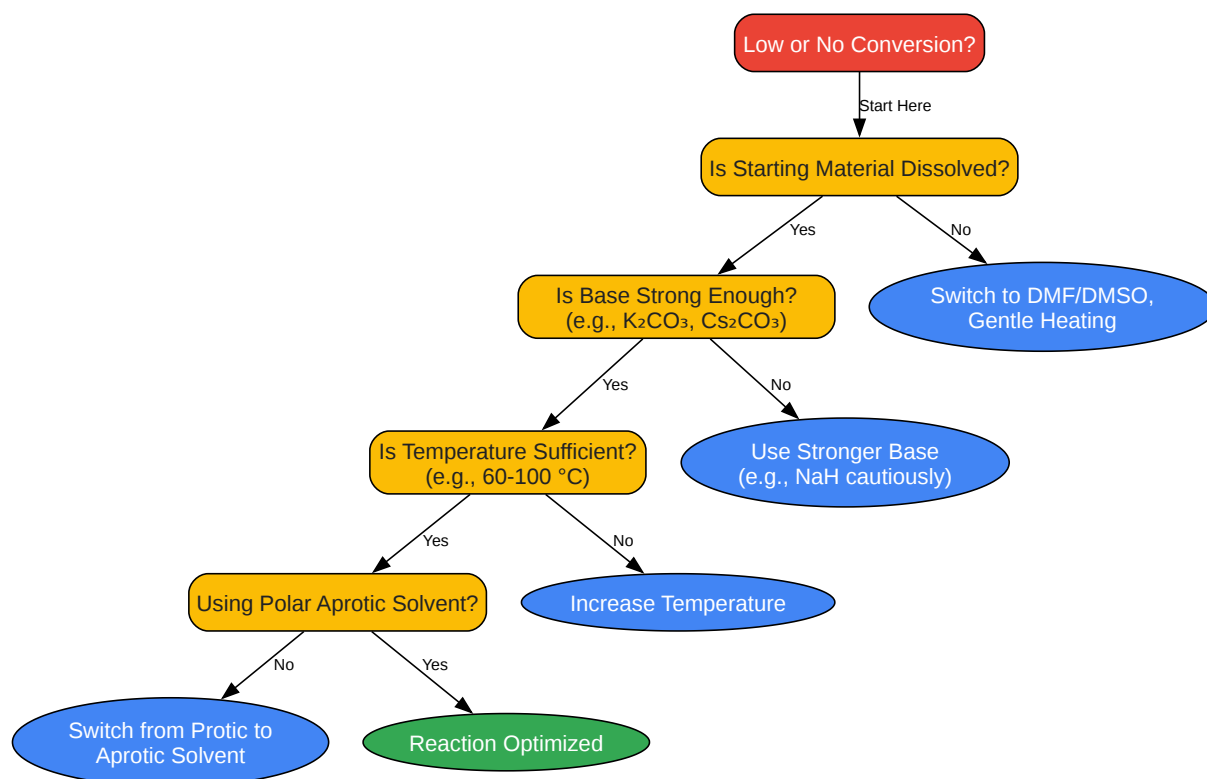 Low or No Conversion?
Start Here
Is Starting Material Dissolved?
Yes
No
Is Base Strong Enough?
(e.g., K₂CO₃, Cs₂CO₃)
Switch to DMF/DMSO,
Gentle Heating
Yes
No
Is Temperature Sufficient?
(e.g., 60-100 °C)
Use Stronger Base
(e.g., NaH cautiously)
Yes
No
Using Polar Aprotic Solvent?
Increase Temperature
No
Yes
Switch from Protic to
Aprotic Solvent
Reaction Optimized